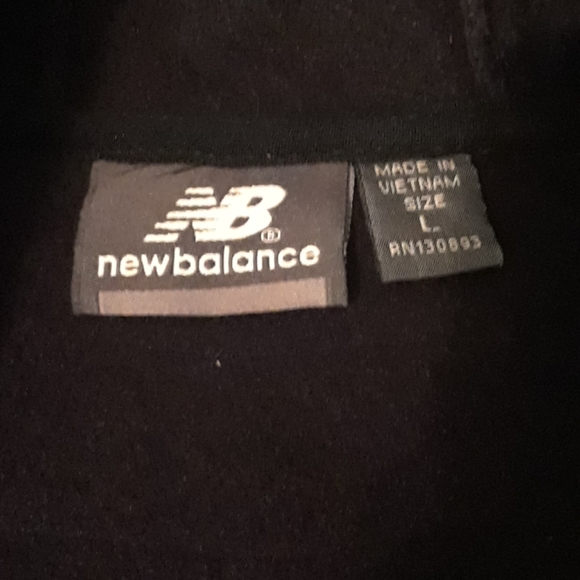 NB®
newbalance
MADE IN
VIETNAM
SIZE
L
RN130893